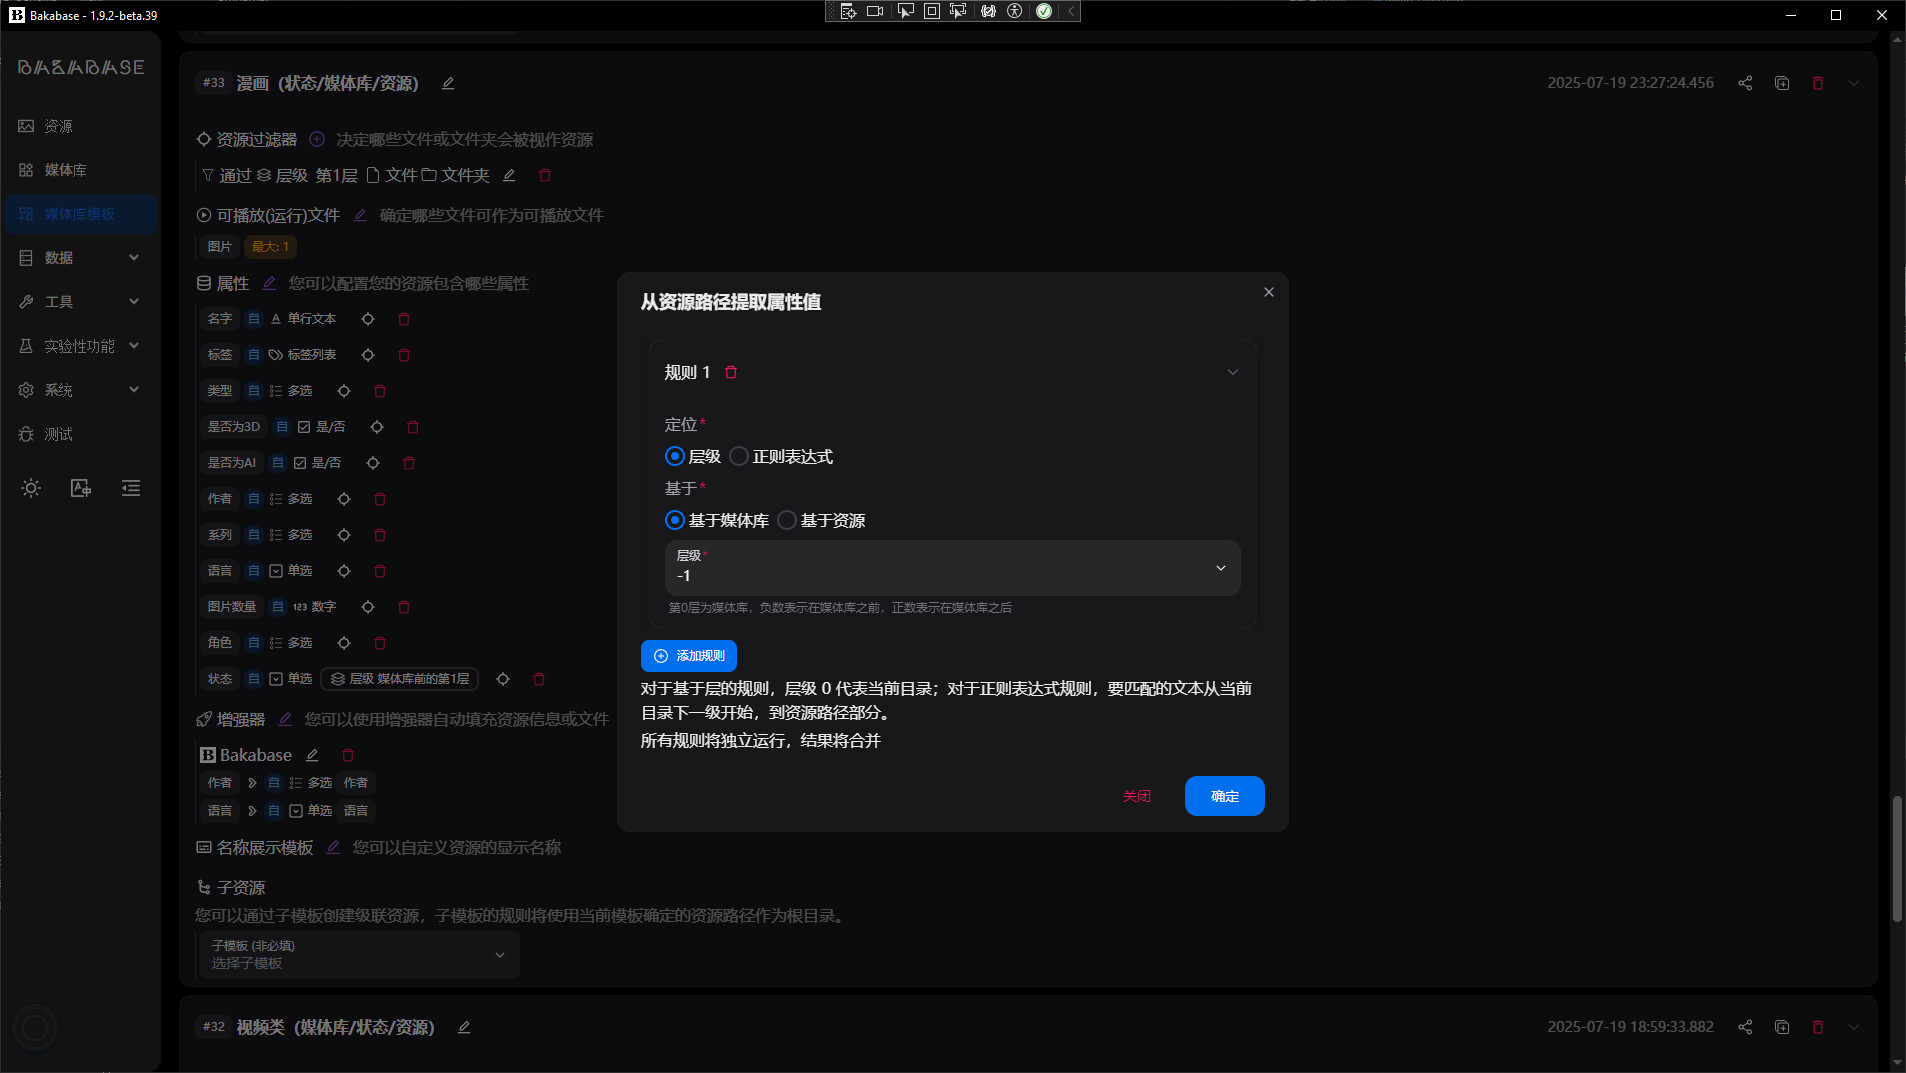 Bakabase - 1.9.2-beta.39
BAKABASE
资源
媒体库
媒体库模板
数据
工具
实验性功能
系统
测试
#33 漫画（状态/媒体库/资源）
2025-07-19 23:27:24.456
资源过滤器 决定哪些文件或文件夹会被视作资源
通过 层级 第1层 文件 文件夹
可播放(运行)文件 确定哪些文件可作为可播放文件
图片 最大: 1
属性 您可以配置您的资源包含哪些属性
名字 自 单行文本
标签 自 标签列表
类型 自 多选
是否为3D 自 是/否
是否为AI 自 是/否
作者 自 多选
系列 自 多选
语言 自 单选
图片数量 自 123 数字
角色 自 多选
状态 自 单选 层级 媒体库前的第1层
增强器 您可以使用增强器自动填充资源信息或文件
Bakabase
作者 自 多选 作者
语言 自 单选 语言
名称展示模板 您可以自定义资源的显示名称
子资源
您可以通过子模板创建级联资源，子模板的规则将使用当前模板确定的资源路径作为根目录。
子模板 (非必填)
选择子模板
#32 视频类（媒体库/状态/资源）
2025-07-19 18:59:33.882
从资源路径提取属性值
规则 1
定位*
层级 正则表达式
基于*
基于媒体库 基于资源
层级*
-1
第0层为媒体库，负数表示在媒体库之前，正数表示在媒体库之后
添加规则
对于基于层的规则，层级 0 代表当前目录；对于正则表达式规则，要匹配的文本从当前
目录下一级开始，到资源路径部分。
所有规则将独立运行，结果将合并
关闭
确定